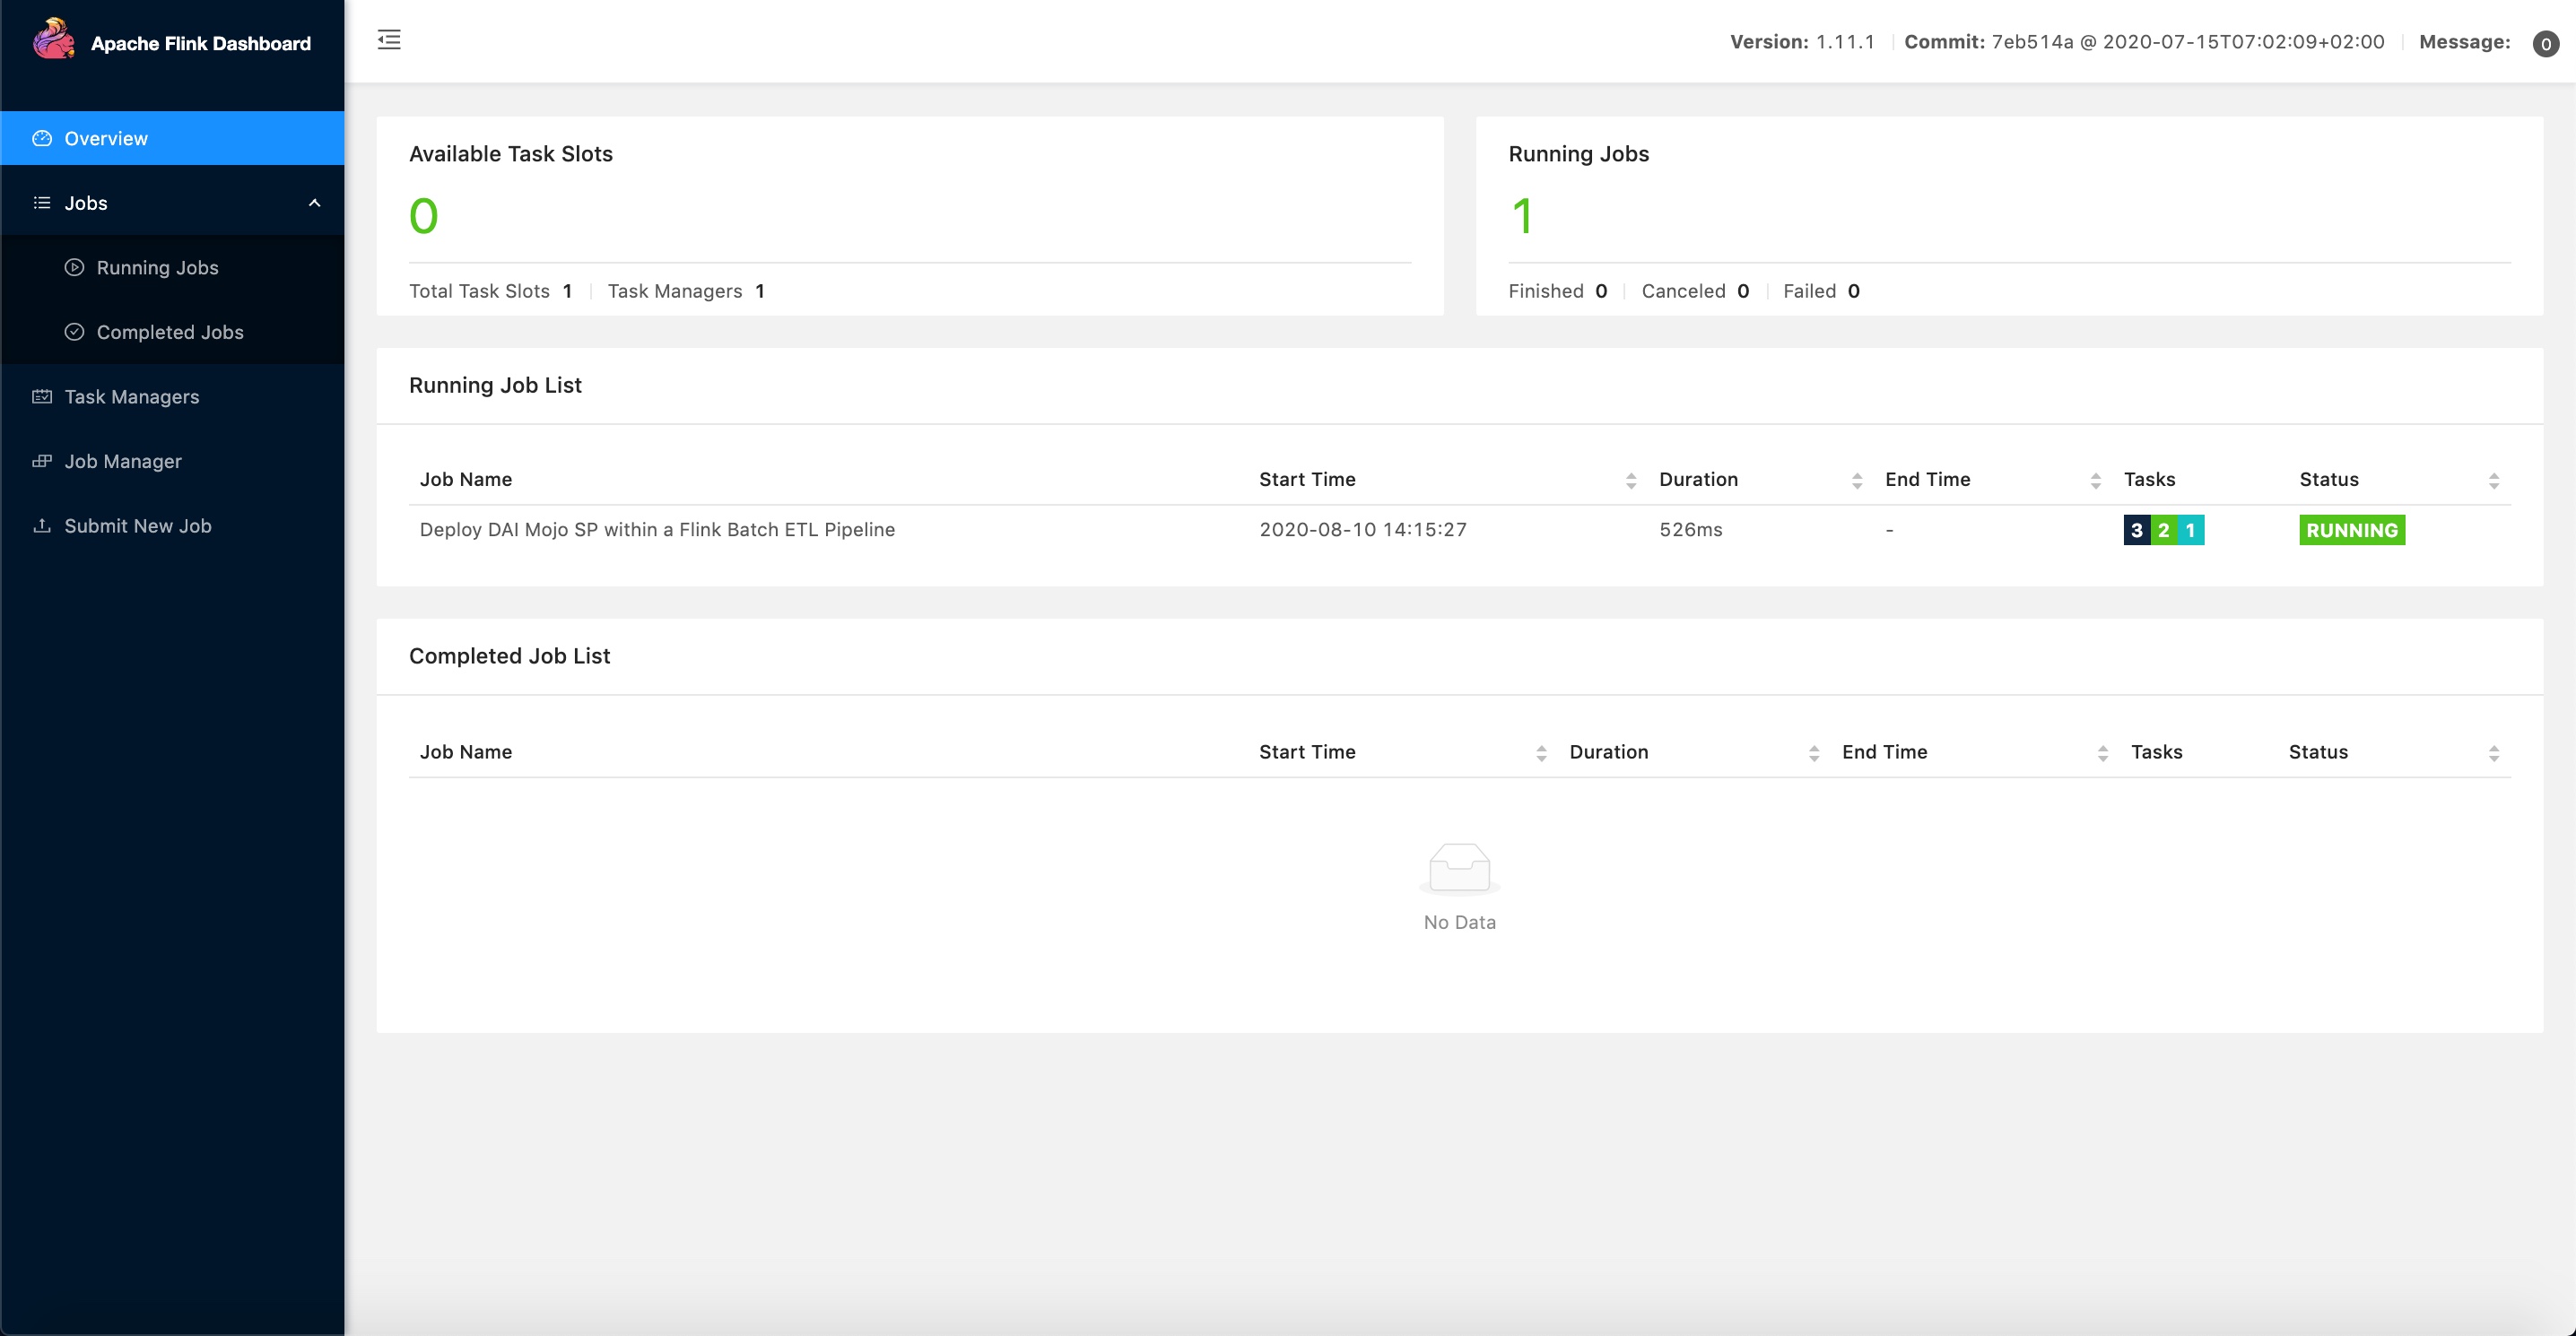 Apache Flink Dashboard
Version: 1.11.1 Commit: 7eb514a @ 2020-07-15T07:02:09+02:00 Message: 0
Overview
Jobs
Running Jobs
Completed Jobs
Task Managers
Job Manager
Submit New Job
Available Task Slots
0
Total Task Slots 1 Task Managers 1
Running Jobs
1
Finished 0 Canceled 0 Failed 0
Running Job List
Job Name Start Time Duration End Time Tasks Status
Deploy DAI Mojo SP within a Flink Batch ETL Pipeline 2020-08-10 14:15:27 526ms - 3 2 1 RUNNING
Completed Job List
Job Name Start Time Duration End Time Tasks Status
No Data